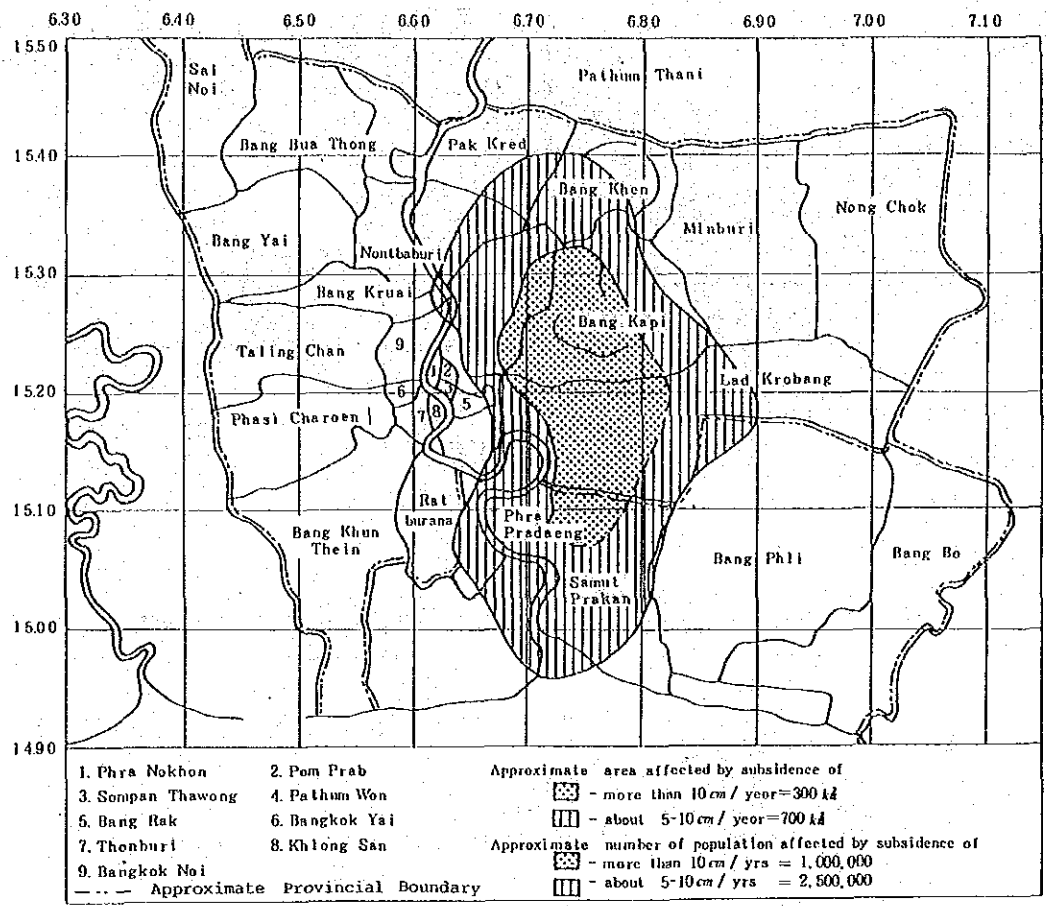 6.30 6.40 6.50 6.60 6.70 6.80 6.90 7.00 7.10
15.50
Sai
Noi
Pathum Thani
Bang Bua Thong
Pak Kred
15.40
Bang Khen
Nong Chok
Minburi
Bang Yai
Nontbaburi
15.30
Bang Kruai
Bang Kapi
9
Taling Chan
1 2
Lad Krobang
15.20
6
3
5
Phasi Charoen
7 8
15.10
Rat
burana
Phra
Pradaeng
Bang Khun
Thein
Bang Phli
Bang Bo
Samut
Prakan
15.00
14.90
1. Phra Nokhon
2. Pom Prab
3. Sompan Thawong
4. Pathum Won
5. Bang Rak
6. Bangkok Yai
7. Thonburi
8. Khlong San
9. Bangkok Noi
Approximate Provincial Boundary
Approximate area affected by subsidence of
- more than 10 cm / year=300
- about 5-10 cm / year=700
Approximate number of population affected by subsidence of
- more than 10 cm / yrs = 1,000,000
- about 5-10 cm / yrs = 2,500,000